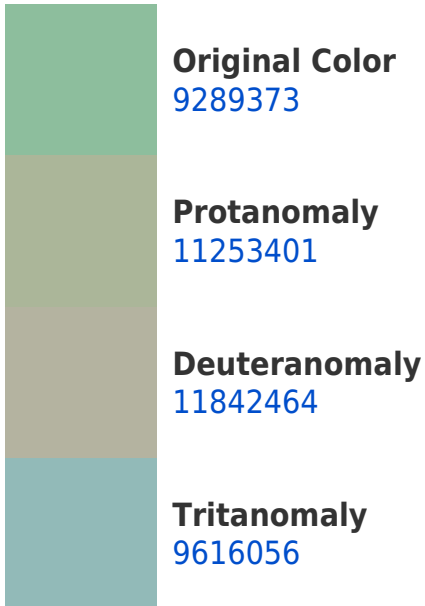 Original Color
9289373
Protanomaly
11253401
Deuteranomaly
11842464
Tritanomaly
9616056